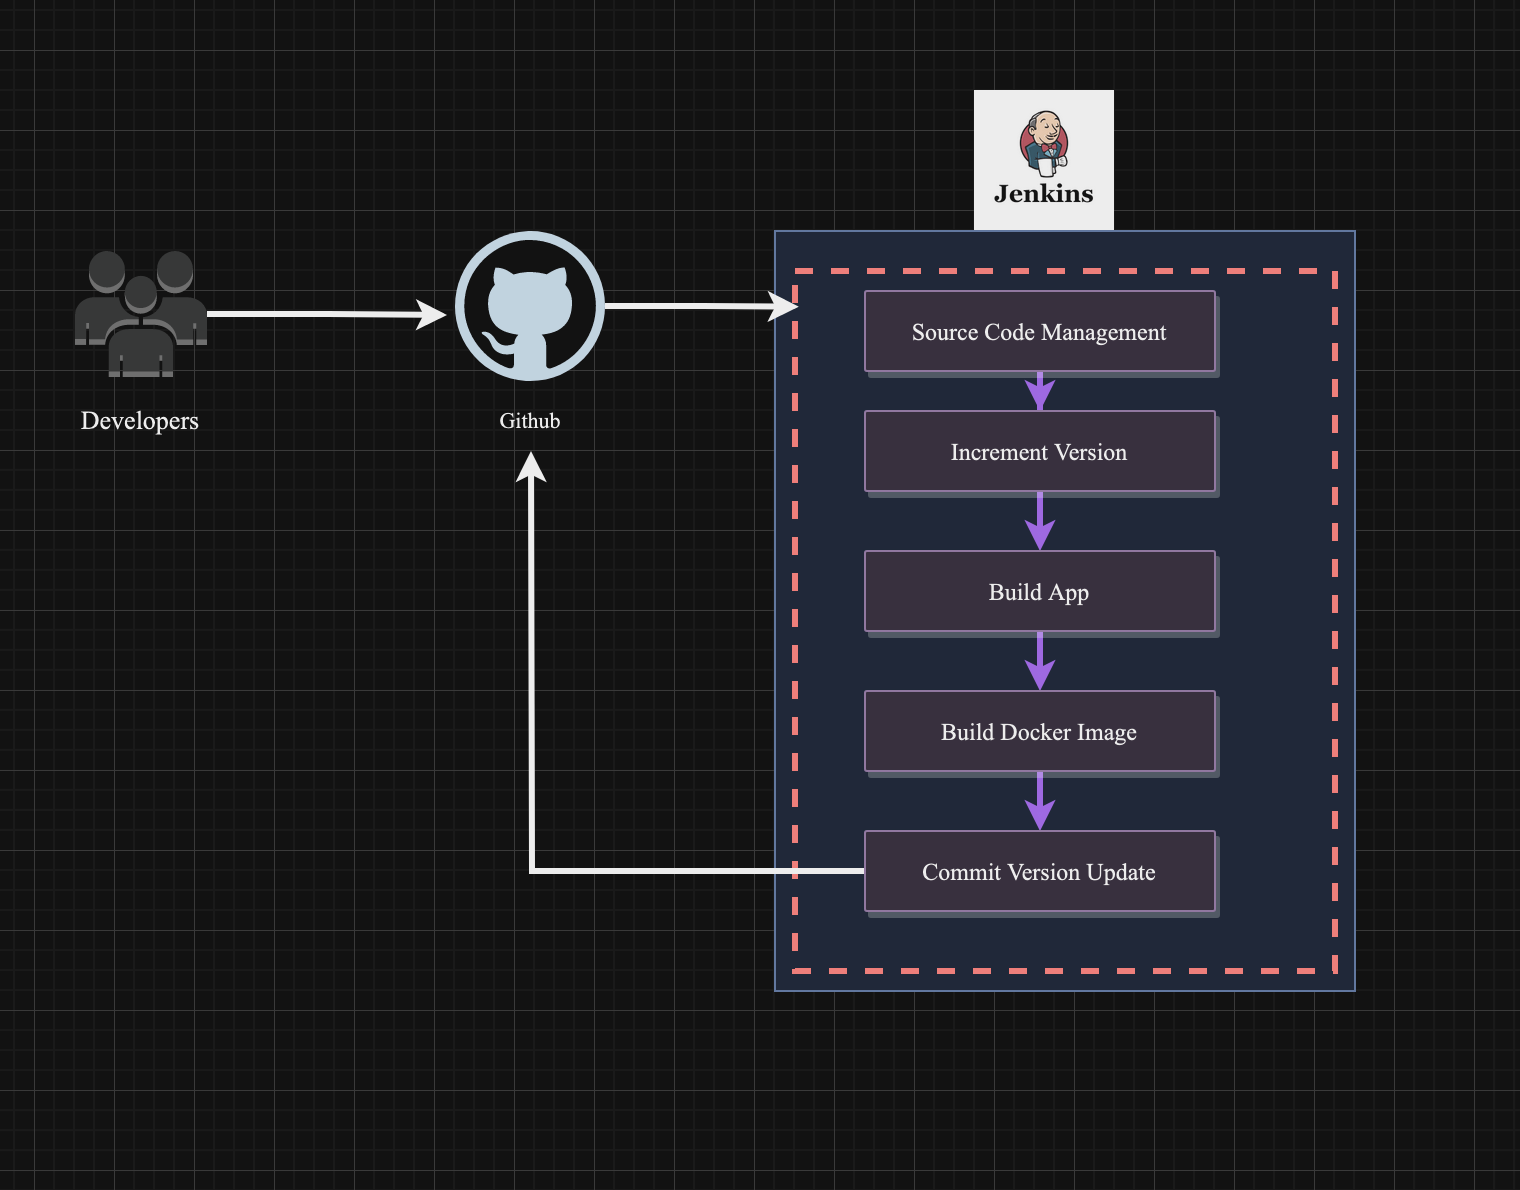 Jenkins
Developers
Github
Source Code Management
Increment Version
Build App
Build Docker Image
Commit Version Update